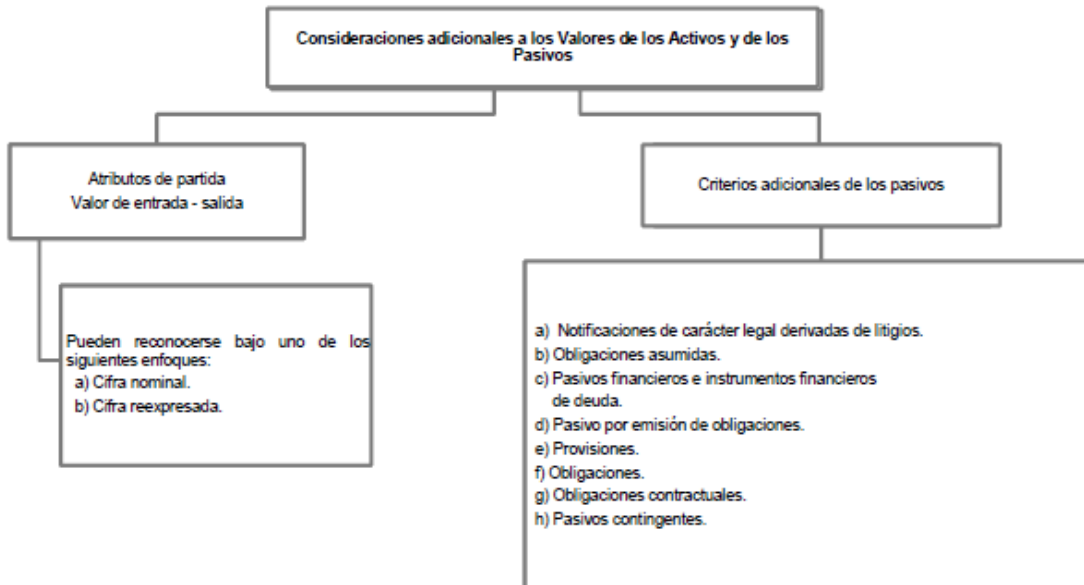 Consideraciones adicionales a los Valores de los Activos y de los
Pasivos
Atributos de partida
Valor de entrada - salida
Criterios adicionales de los pasivos
Pueden reconocerse bajo uno de los
siguientes enfoques:
a) Cifra nominal.
b) Cifra reexpresada.
a) Notificaciones de carácter legal derivadas de litigios.
b) Obligaciones asumidas.
c) Pasivos financieros e instrumentos financieros
de deuda.
d) Pasivo por emisión de obligaciones.
e) Provisiones.
f) Obligaciones.
g) Obligaciones contractuales.
h) Pasivos contingentes.